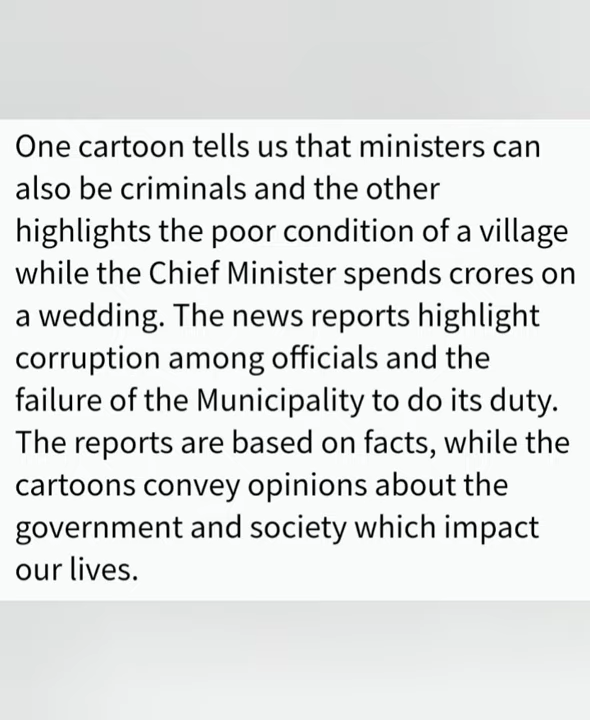 One cartoon tells us that ministers can
also be criminals and the other
highlights the poor condition of a village
while the Chief Minister spends crores on
a wedding. The news reports highlight
corruption among officials and the
failure of the Municipality to do its duty.
The reports are based on facts, while the
cartoons convey opinions about the
government and society which impact
our lives.